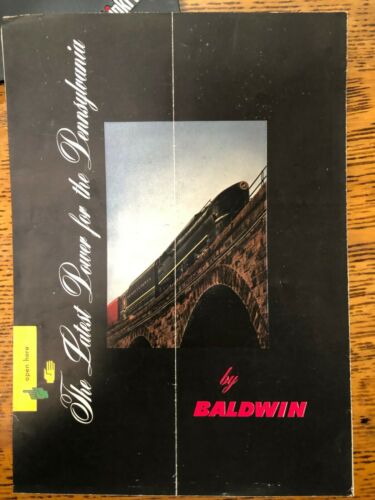 The Latest Power for the Pennsylvania
by
BALDWIN
open here